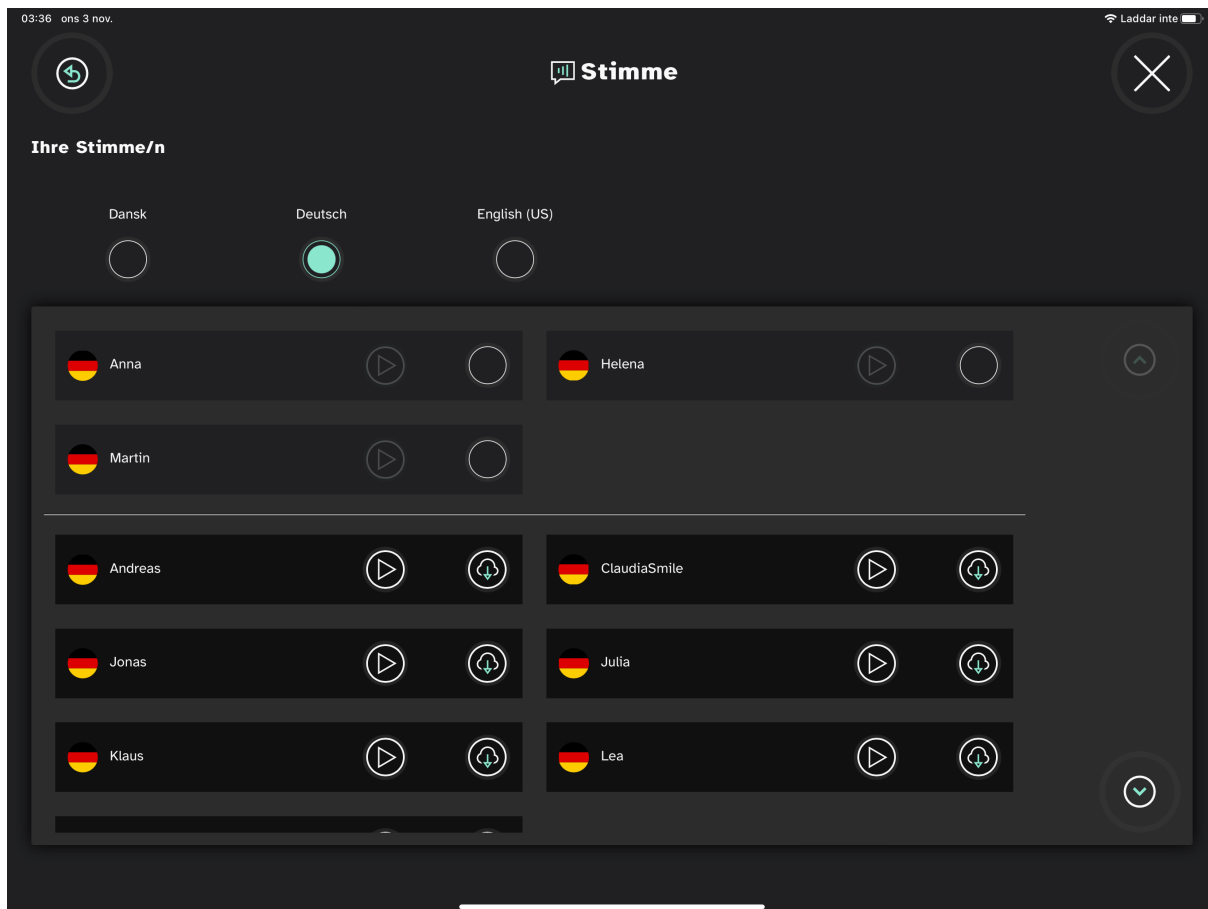 03:36 ons 3 nov. Laddar inte
Stimme
Ihre Stimme/n
Dansk Deutsch English (US)
Anna Helena
Martin
Andreas ClaudiaSmile
Jonas Julia
Klaus Lea